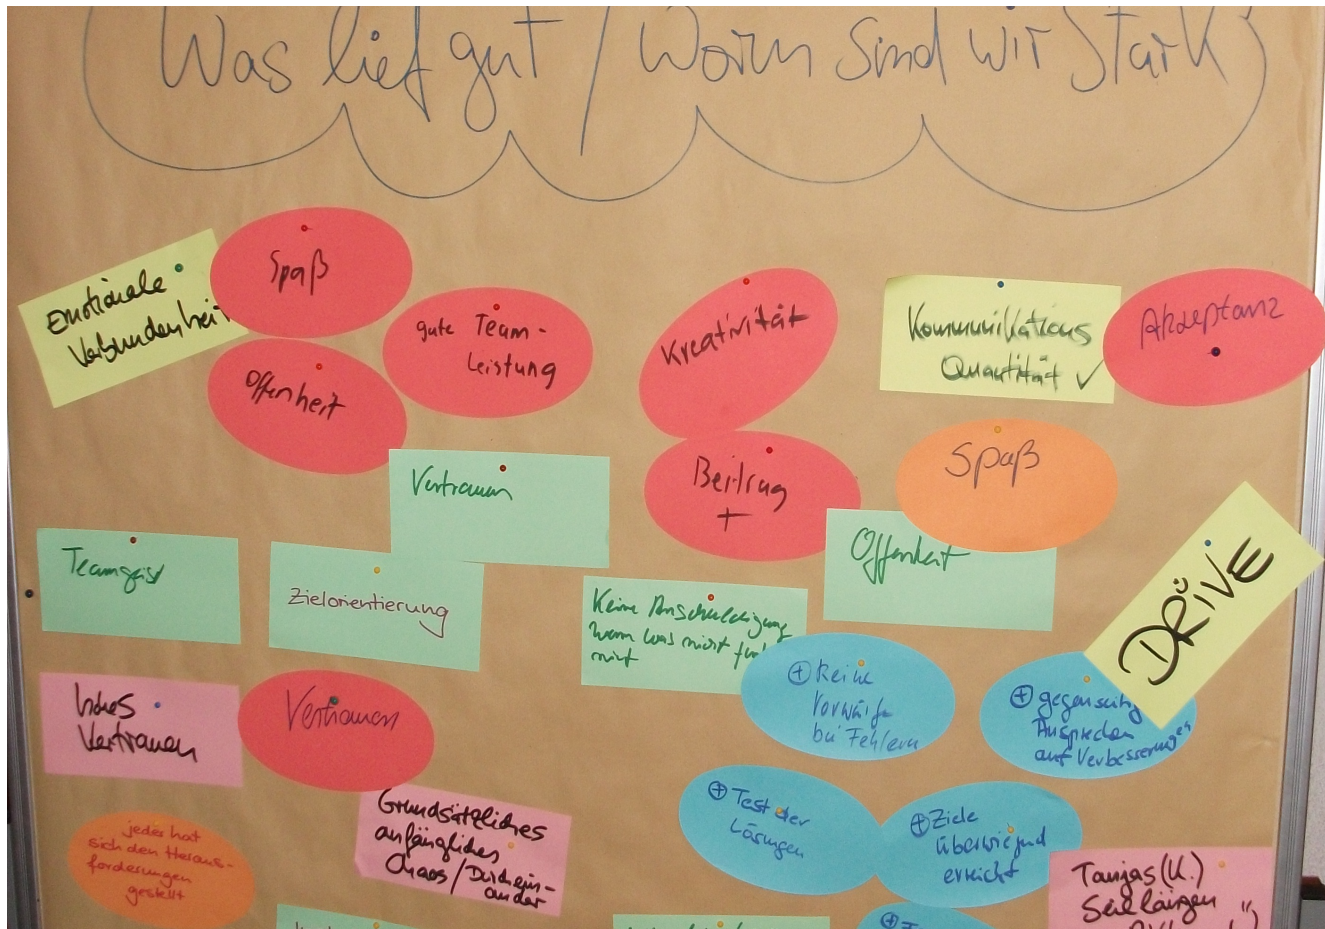 Was lief gut / Worin sind wir stark
Emotionale
Verbundenheit
Spaß
Offenheit
gute Team-
Leistung
Kreativität
Kommunikations
Quantität ✓
Akzeptanz
Beitrag
+
Spaß
Vertrauen
Offenheit
DRIVE
Teamgeist
Zielorientierung
Keine Anschuldigung
wenn was nicht
hohes
Vertrauen
Vertrauen
⊕ Keine
Vorwürfe
bei Fehlern
⊕ gegenseitig
Ansprechen
auf Verbesserungen
jeder hat
sich den Heraus-
forderungen
gestellt
Grundsätzliches
anfängliches
Chaos / Durchein-
ander
⊕ Test der
Lösungen
⊕ Ziele
überwiegend
erreicht
Tanjas (K.)
Seillängen